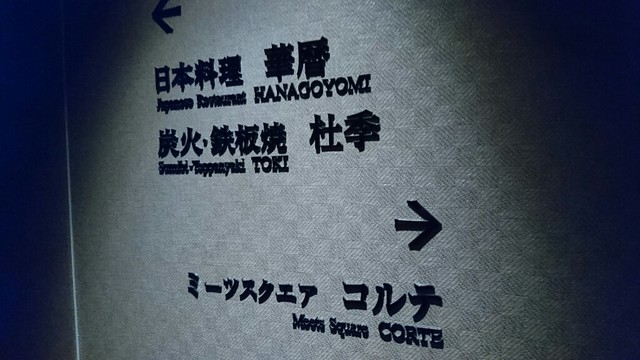 ←
日本料理 華暦
Japanese Restaurant HANAGOYOMI
炭火・鉄板焼 杜季
Sumibi・Teppanyaki TOKI
→
ミーツスクエア コルテ
Meets Square CORTE